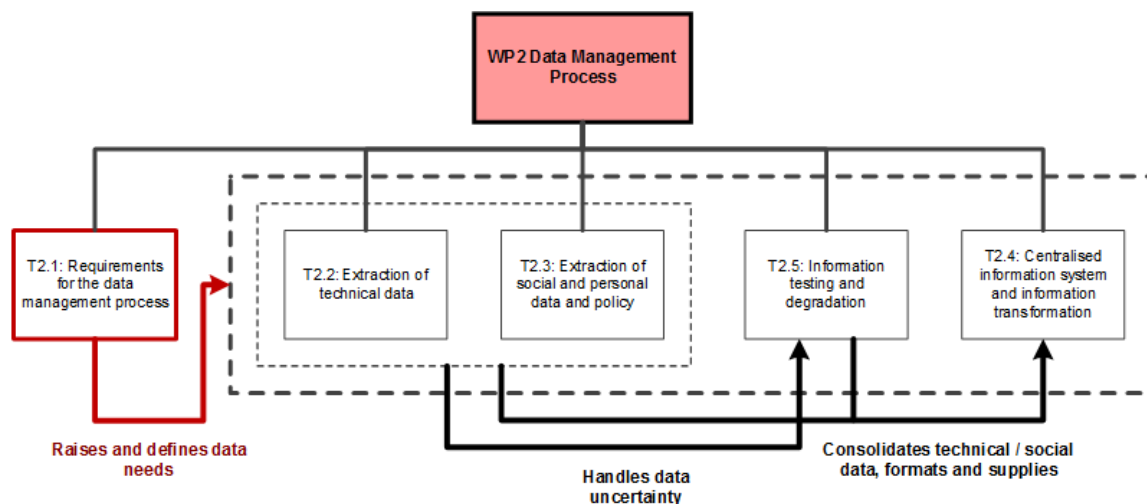 WP2 Data Management
Process
T2.1: Requirements
for the data
management process
T2.2: Extraction of
technical data
T2.3: Extraction of
social and personal
data and policy
T2.5: Information
testing and
degradation
T2.4: Centralised
information system
and information
transformation
Raises and defines data
needs
Handles data
uncertainty
Consolidates technical / social
data, formats and supplies